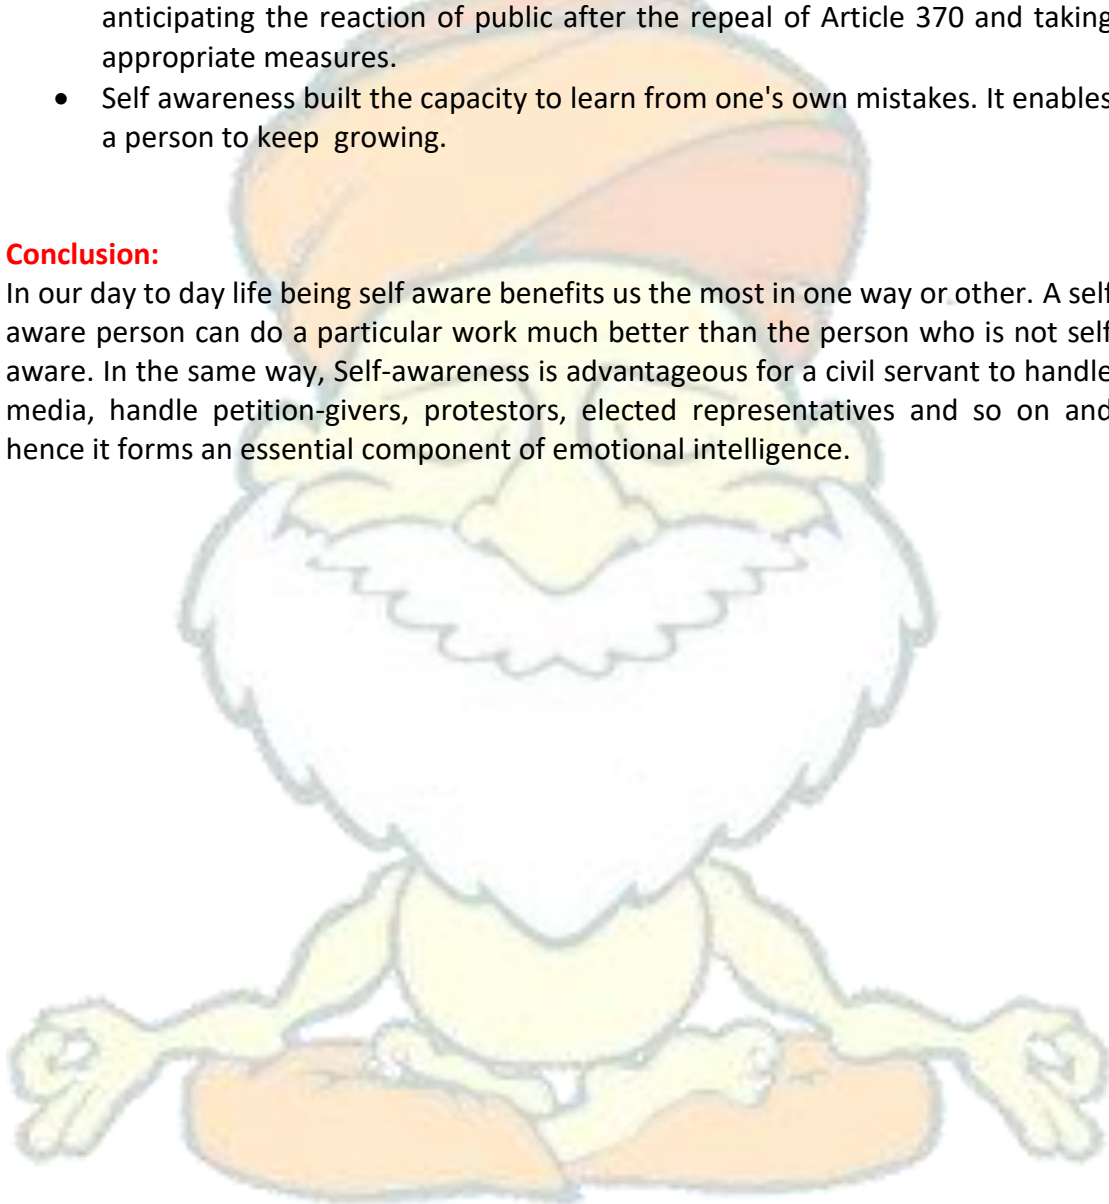 anticipating the reaction of public after the repeal of Article 370 and taking
appropriate measures.
• Self awareness built the capacity to learn from one's own mistakes. It enables
a person to keep  growing.
Conclusion:
In our day to day life being self aware benefits us the most in one way or other. A self
aware person can do a particular work much better than the person who is not self
aware. In the same way, Self-awareness is advantageous for a civil servant to handle
media, handle petition-givers, protestors, elected representatives and so on and
hence it forms an essential component of emotional intelligence.